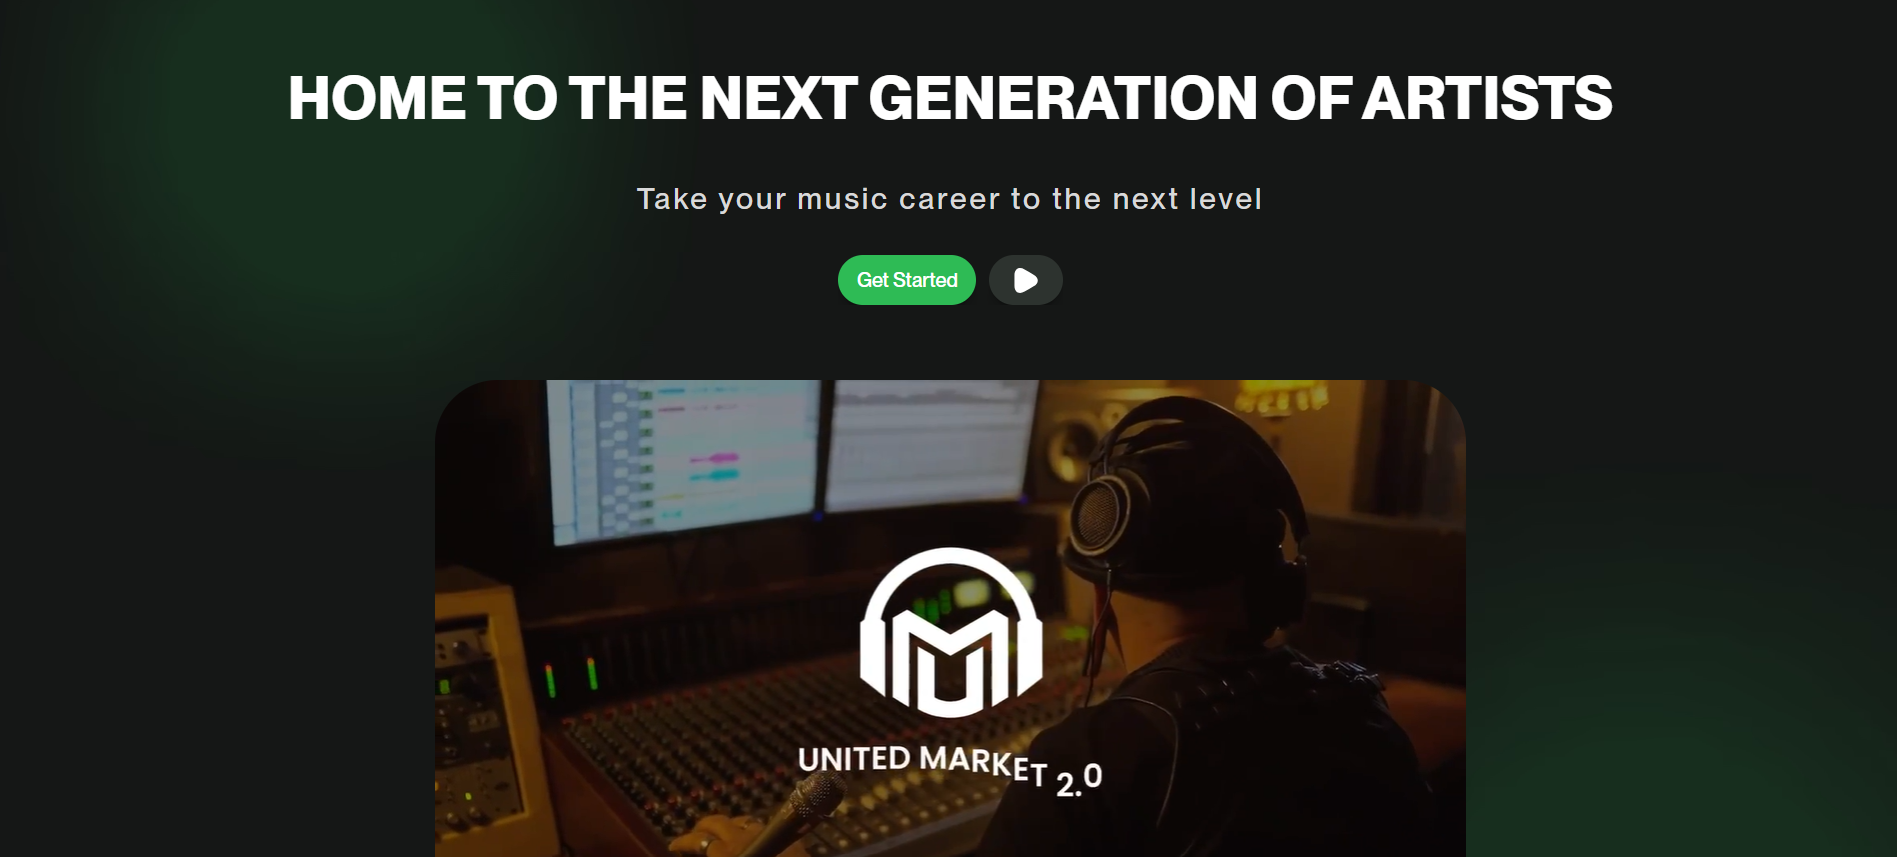 HOME TO THE NEXT GENERATION OF ARTISTS
Take your music career to the next level
Get Started
UNITED MARKET 2.0